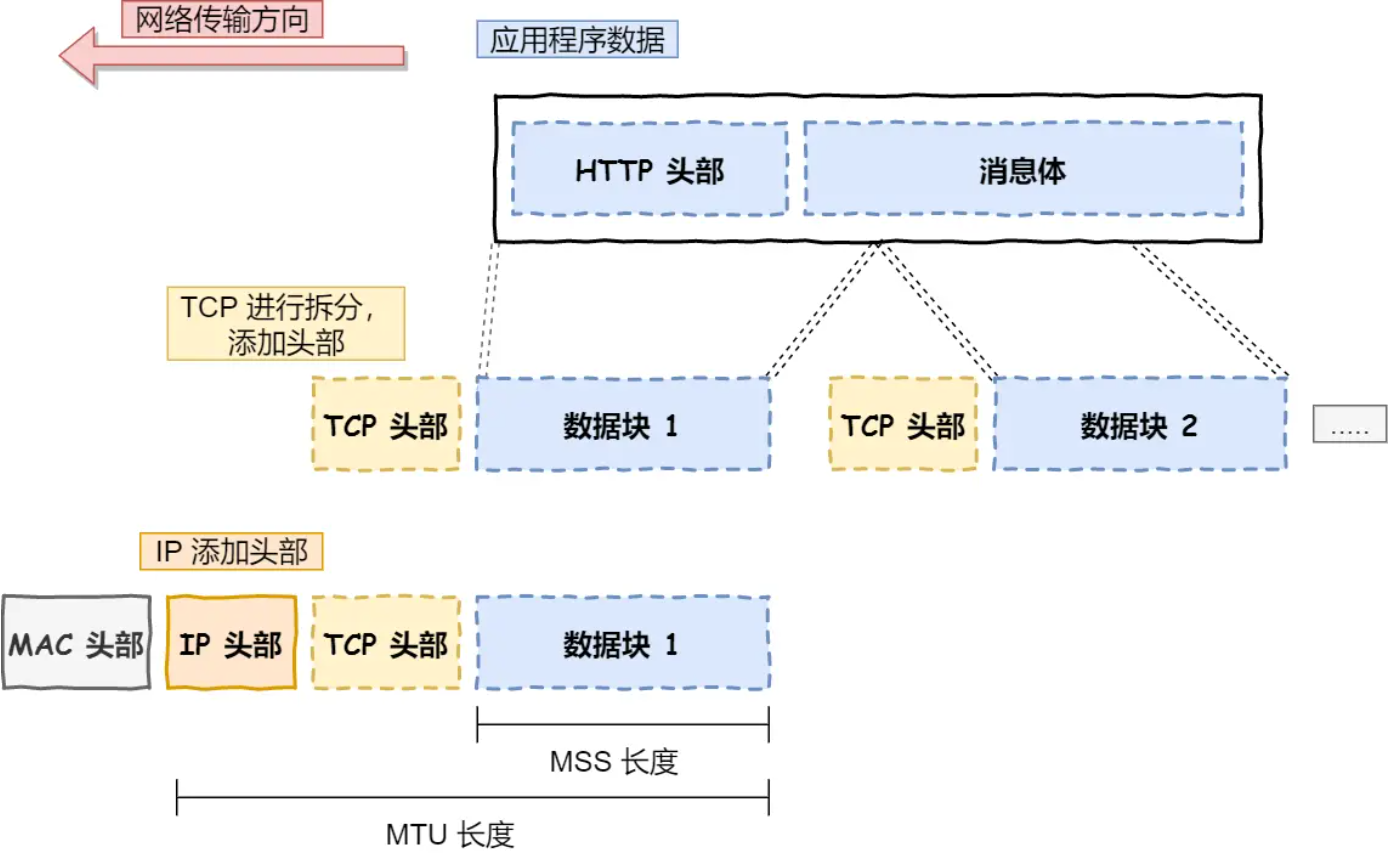 网络传输方向
应用程序数据
HTTP 头部
消息体
TCP 进行拆分，
添加头部
TCP 头部
数据块 1
TCP 头部
数据块 2
.....
IP 添加头部
MAC 头部
IP 头部
TCP 头部
数据块 1
MSS 长度
MTU 长度